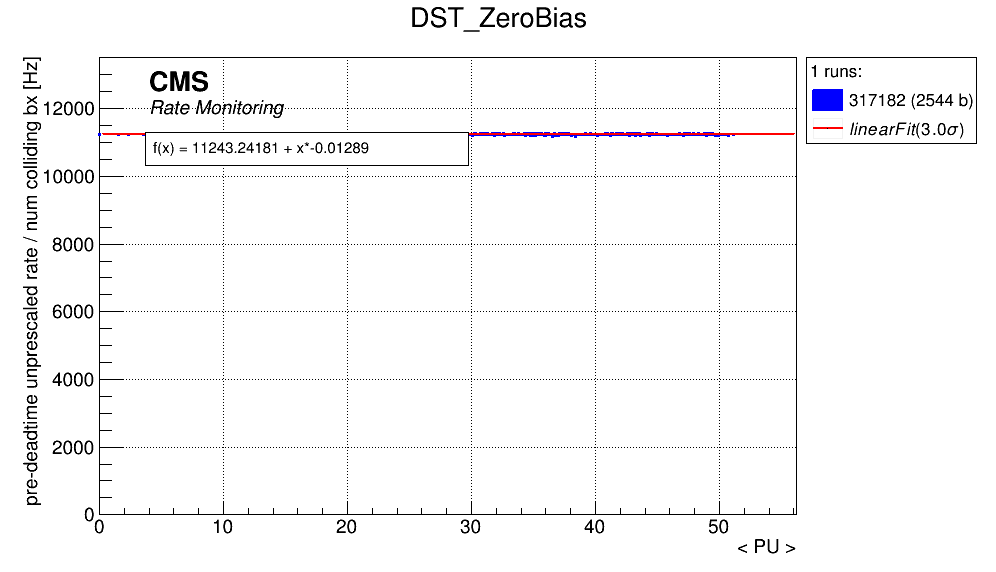 DST_ZeroBias
pre-deadtime unprescaled rate / num colliding bx [Hz]
CMS
Rate Monitoring
f(x) = 11243.24181 + x*-0.01289
1 runs:
317182 (2544 b)
linearFit(3.0σ)
12000
10000
8000
6000
4000
2000
0
0 10 20 30 40 50
< PU >